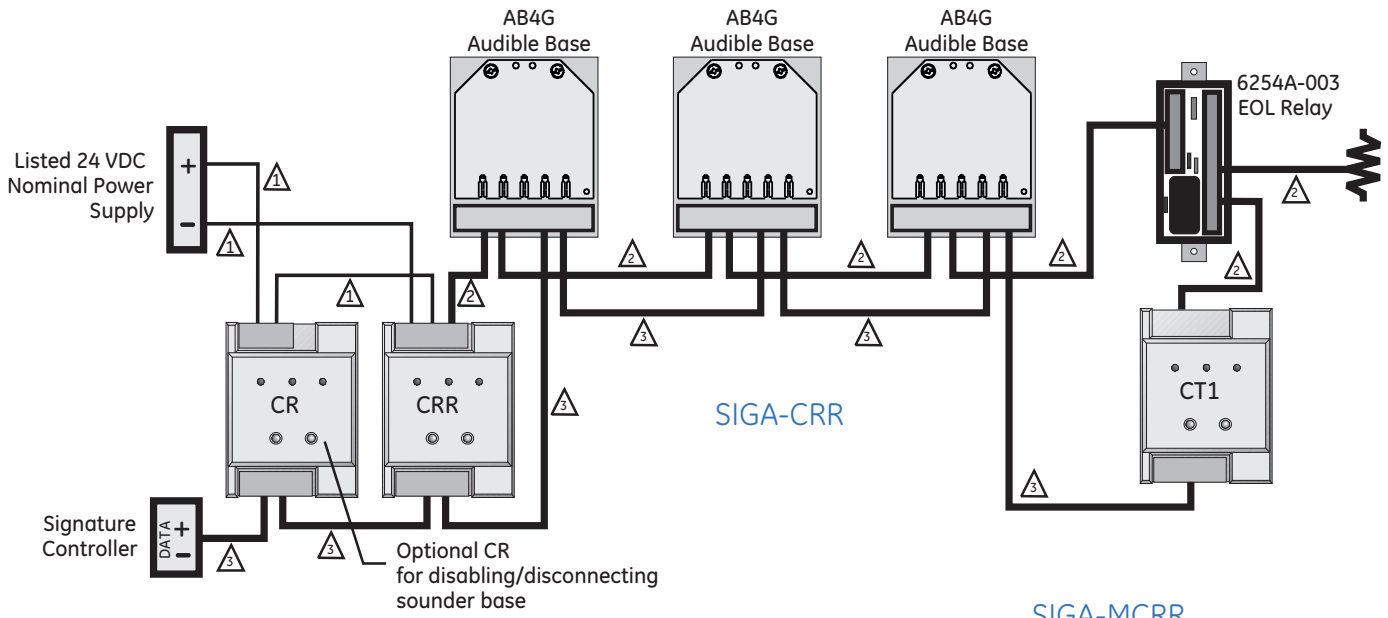 AB4G
Audible Base
AB4G
Audible Base
AB4G
Audible Base
6254A-003
EOL Relay
Listed 24 VDC
Nominal Power
Supply
+
−
1
1
1
2
2
2
2
2
2
3
3
3
CR
CRR
CT1
SIGA-CRR
3
3
3
Signature
Controller
DATA
+
−
Optional CR
for disabling/disconnecting
sounder base
SIGA-MCRR